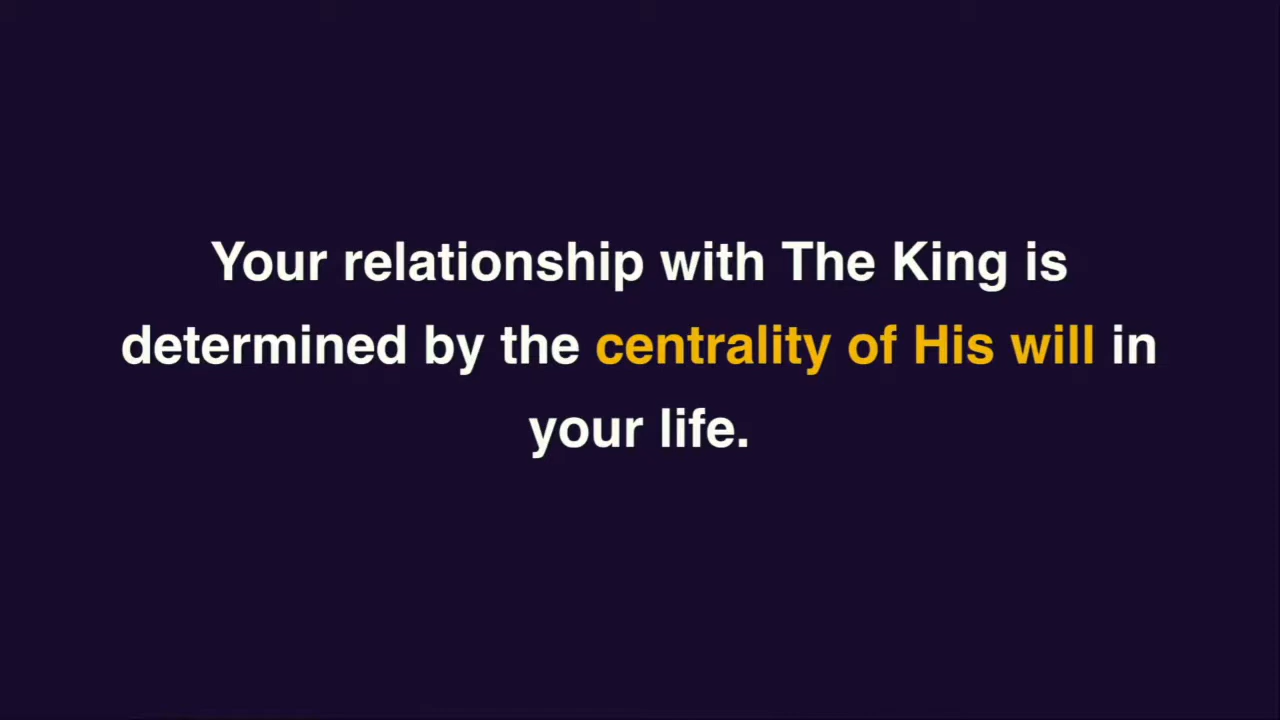 Your relationship with The King is
determined by the centrality of His will in
your life.